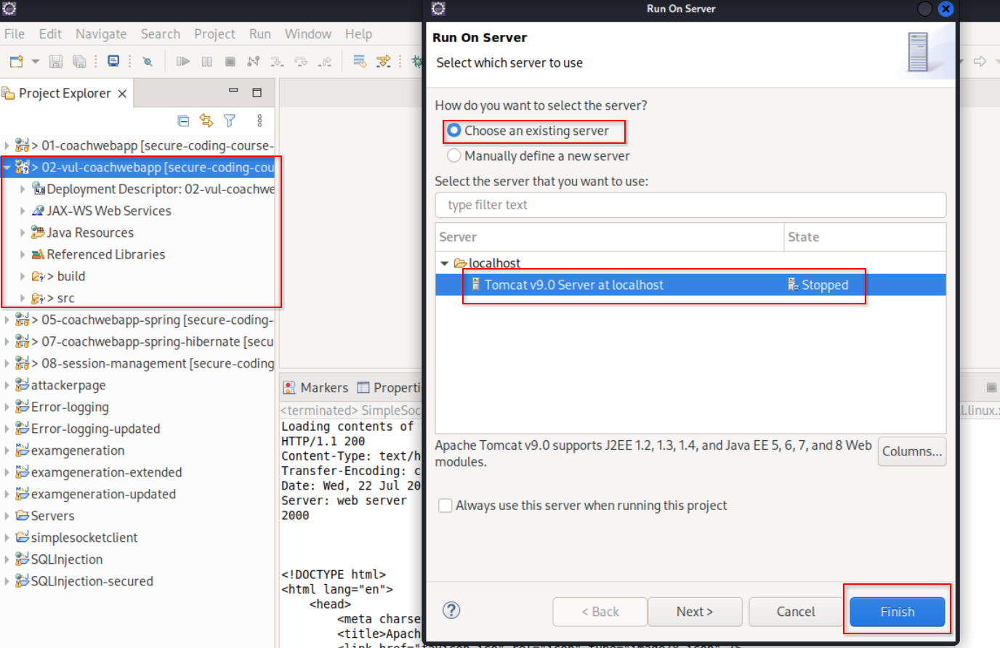 Run On Server
File Edit Navigate Search Project Run Window Help
Run On Server
Select which server to use
Project Explorer
How do you want to select the server?
Choose an existing server
Manually define a new server
Select the server that you want to use:
type filter text
Server State
localhost
Tomcat v9.0 Server at localhost Stopped
Apache Tomcat v9.0 supports J2EE 1.2, 1.3, 1.4, and Java EE 5, 6, 7, and 8 Web
modules.
Columns...
Always use this server when running this project
< Back Next > Cancel Finish
> 01-coachwebapp [secure-coding-course-
> 02-vul-coachwebapp [secure-coding-cou
Deployment Descriptor: 02-vul-coachwe
JAX-WS Web Services
Java Resources
Referenced Libraries
> build
> src
> 05-coachwebapp-spring [secure-coding-
> 07-coachwebapp-spring-hibernate [secu
> 08-session-management [secure-coding
attackerpage
Error-logging
Error-logging-updated
examgeneration
examgeneration-extended
examgeneration-updated
Servers
simplesocketclient
SQLInjection
SQLInjection-secured
Markers Properti
<terminated> SimpleSoc l.linux.x
Loading contents of
HTTP/1.1 200
Content-Type: text/h
Transfer-Encoding: c
Date: Wed, 22 Jul 20
Server: web server
2000
<!DOCTYPE html>
<html lang="en">
<head>
<meta charse
<title>Apach